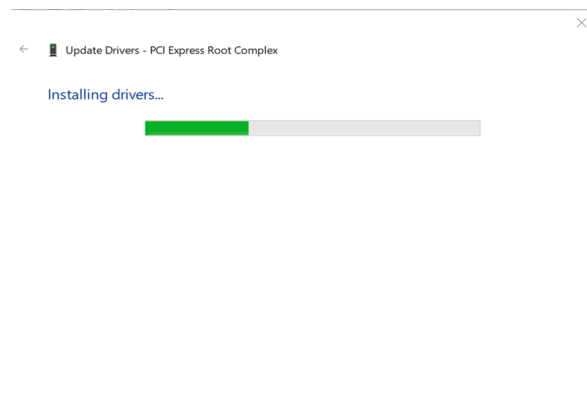 Update Drivers - PCI Express Root Complex
Installing drivers...